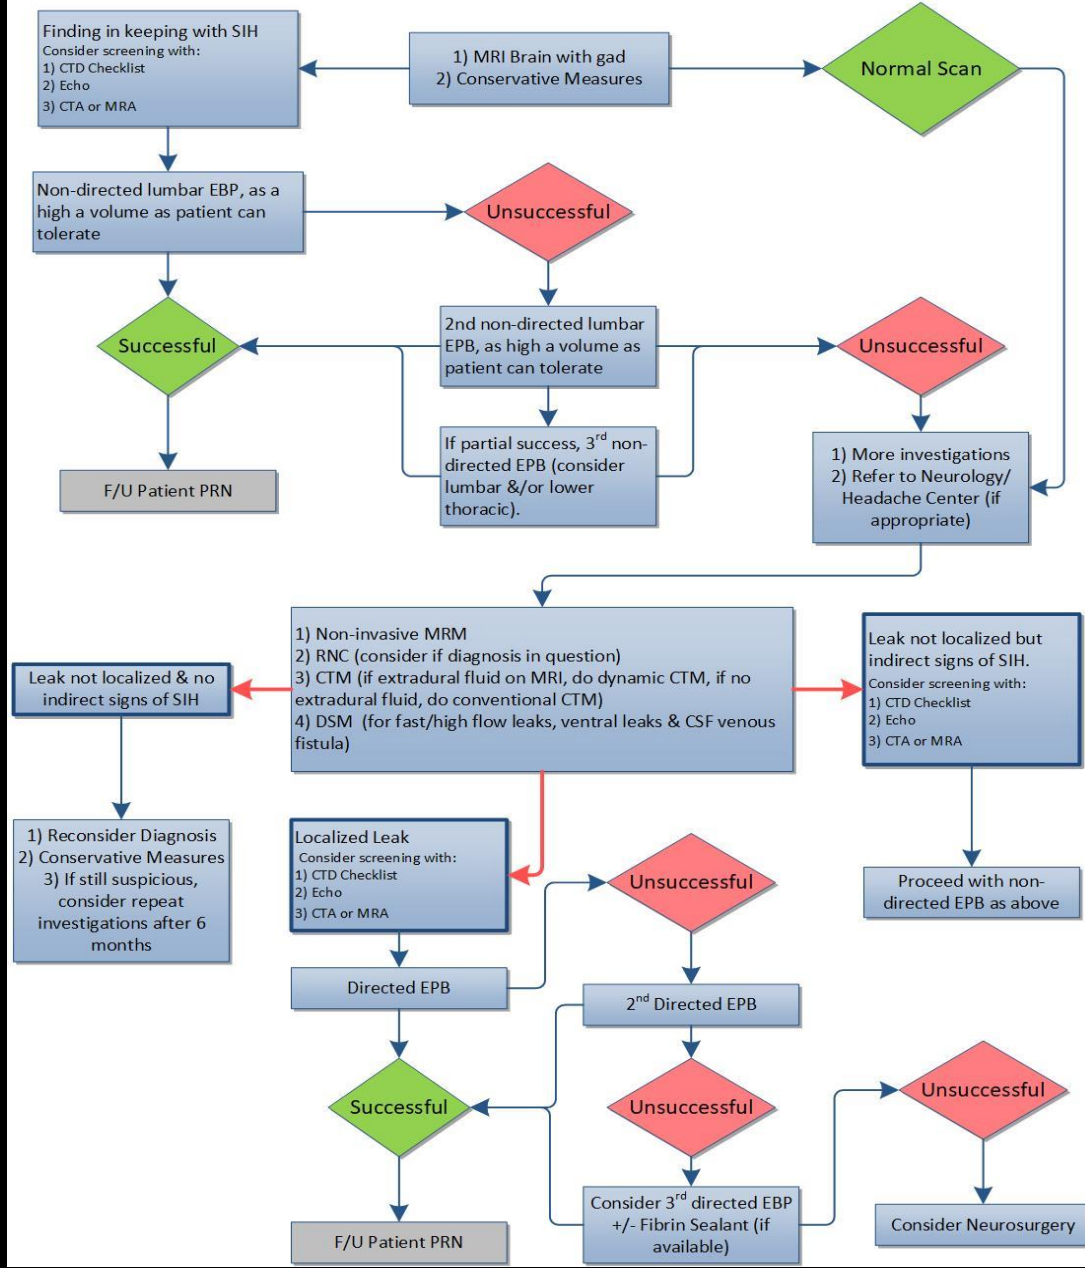 Finding in keeping with SIH
Consider screening with:
1) CTD Checklist
2) Echo
3) CTA or MRA
1) MRI Brain with gad
2) Conservative Measures
Normal Scan
Non-directed lumbar EBP, as a
high a volume as patient can
tolerate
Unsuccessful
Successful
2nd non-directed lumbar
EPB, as high a volume as
patient can tolerate
Unsuccessful
If partial success, 3rd non-
directed EPB (consider
lumbar &/or lower
thoracic).
F/U Patient PRN
1) More investigations
2) Refer to Neurology/
Headache Center (if
appropriate)
1) Non-invasive MRM
2) RNC (consider if diagnosis in question)
3) CTM (if extradural fluid on MRI, do dynamic CTM, if no
extradural fluid, do conventional CTM)
4) DSM (for fast/high flow leaks, ventral leaks & CSF venous
fistula)
Leak not localized & no
indirect signs of SIH
Leak not localized but
indirect signs of SIH.
Consider screening with:
1) CTD Checklist
2) Echo
3) CTA or MRA
1) Reconsider Diagnosis
2) Conservative Measures
3) If still suspicious,
consider repeat
investigations after 6
months
Localized Leak
Consider screening with:
1) CTD Checklist
2) Echo
3) CTA or MRA
Unsuccessful
Proceed with non-
directed EPB as above
Directed EPB
2nd Directed EPB
Successful
Unsuccessful
Unsuccessful
F/U Patient PRN
Consider 3rd directed EBP
+/- Fibrin Sealant (if
available)
Consider Neurosurgery